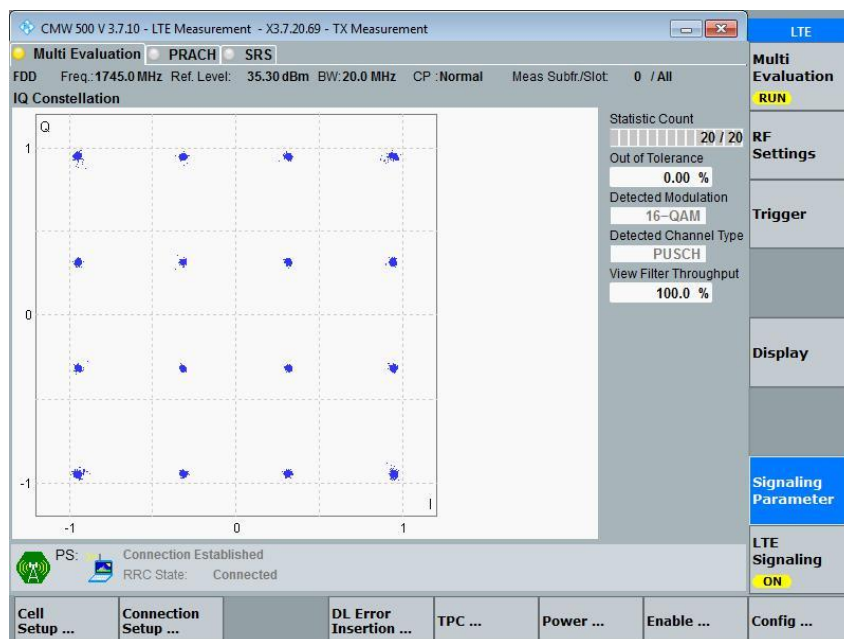 CMW 500 V 3.7.10 - LTE Measurement - X3.7.20.69 - TX Measurement
LTE
Multi Evaluation PRACH SRS
FDD Freq.:1745.0 MHz Ref. Level: 35.30 dBm BW:20.0 MHz CP :Normal Meas Subfr./Slot: 0 / All
IQ Constellation
Q
1
0
-1
-1 0 1
I
Statistic Count
20 / 20
Out of Tolerance
0.00 %
Detected Modulation
16-QAM
Detected Channel Type
PUSCH
View Filter Throughput
100.0 %
Multi
Evaluation
RUN
RF
Settings
Trigger
Display
Signaling
Parameter
LTE
Signaling
ON
PS: Connection Established
RRC State: Connected
Cell
Setup ...
Connection
Setup ...
DL Error
Insertion ...
TPC ...
Power ...
Enable ...
Config ...